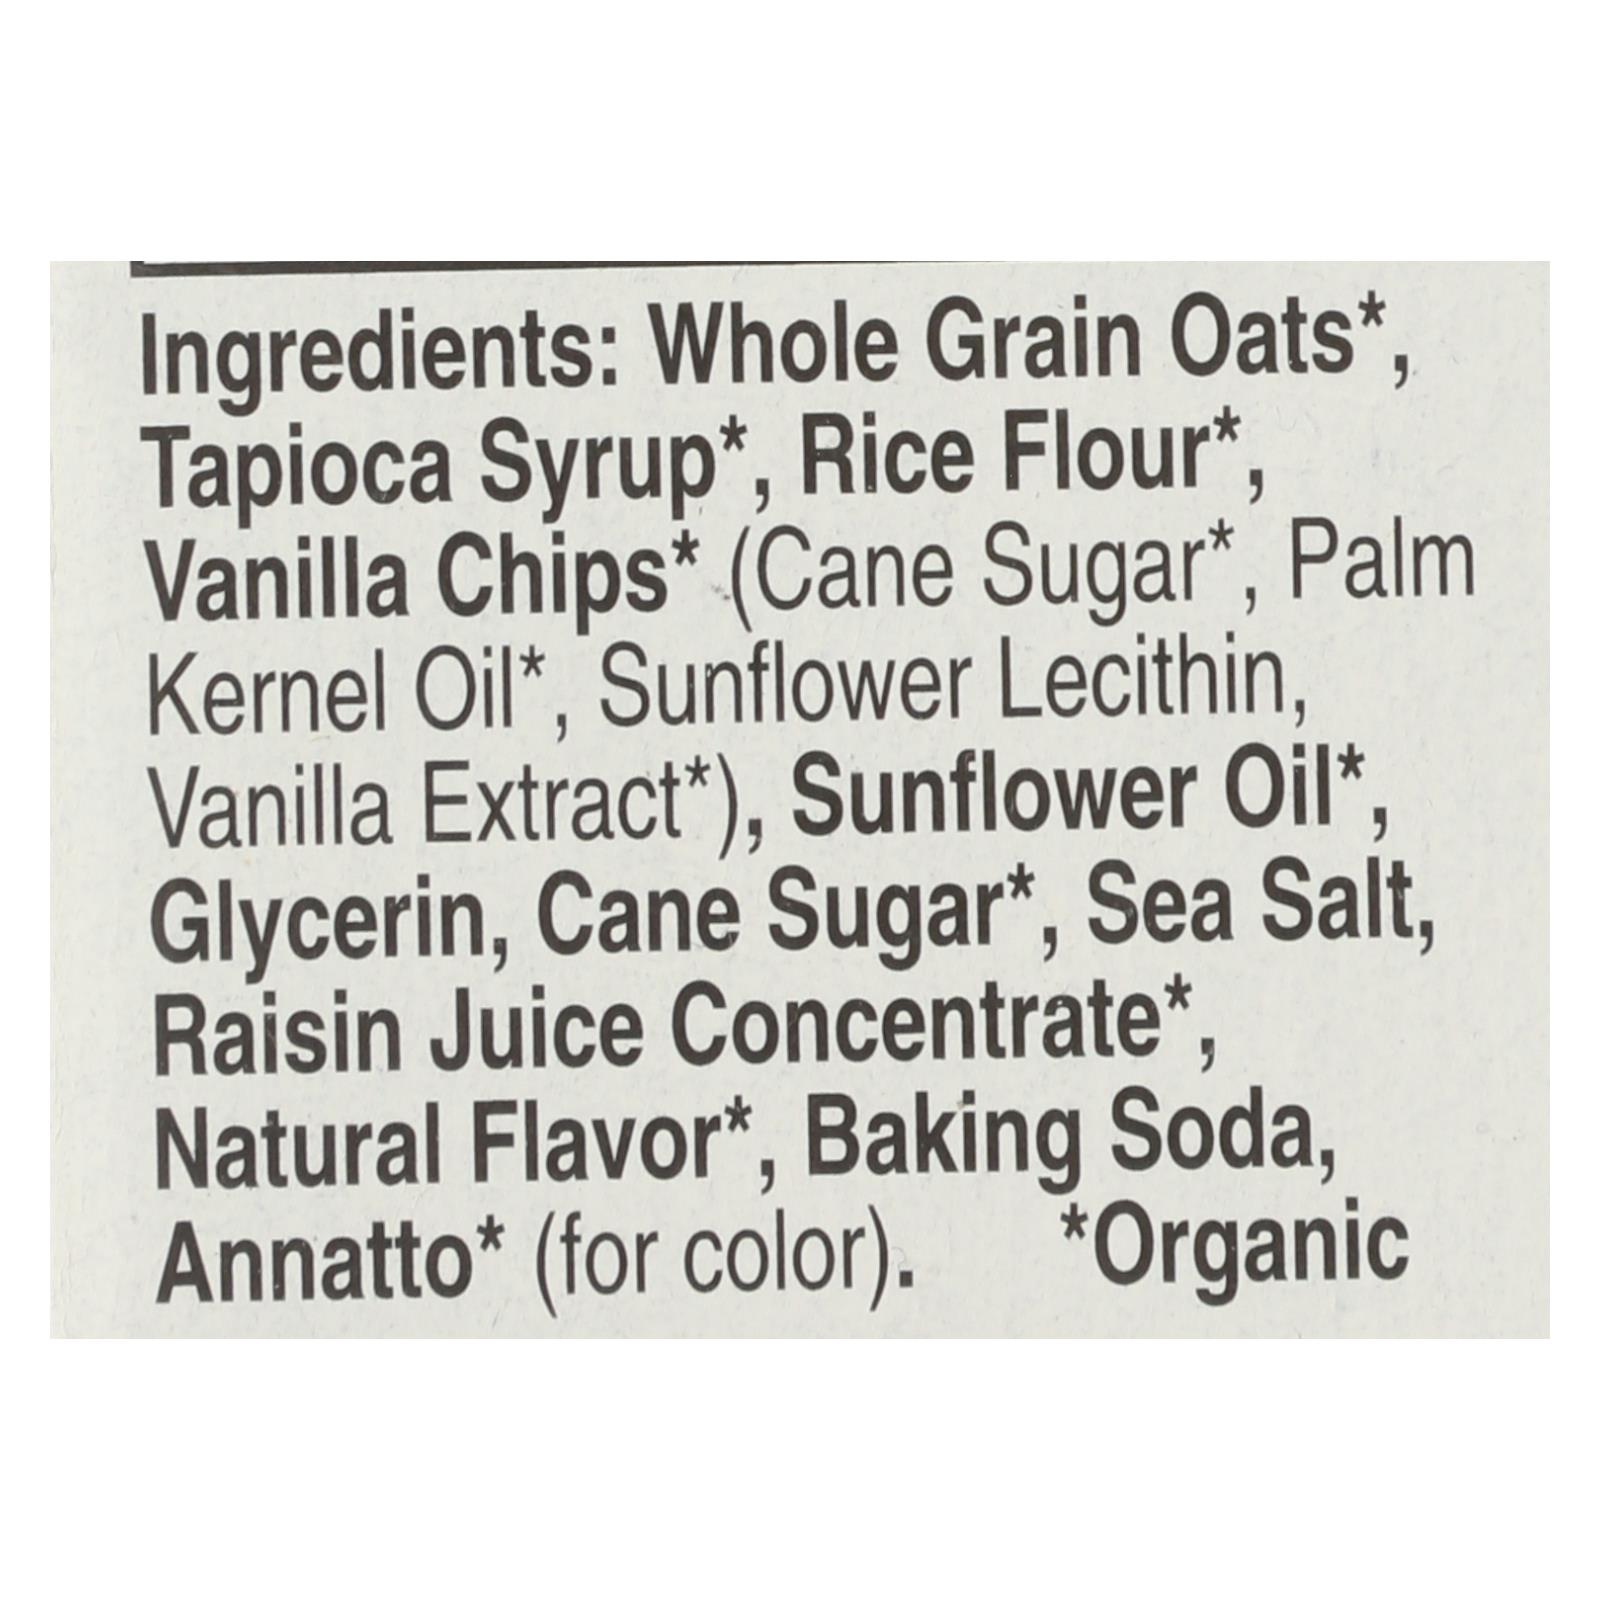 Ingredients: Whole Grain Oats*,
Tapioca Syrup*, Rice Flour*,
Vanilla Chips* (Cane Sugar*, Palm
Kernel Oil*, Sunflower Lecithin,
Vanilla Extract*), Sunflower Oil*,
Glycerin, Cane Sugar*, Sea Salt,
Raisin Juice Concentrate*,
Natural Flavor*, Baking Soda,
Annatto* (for color). *Organic